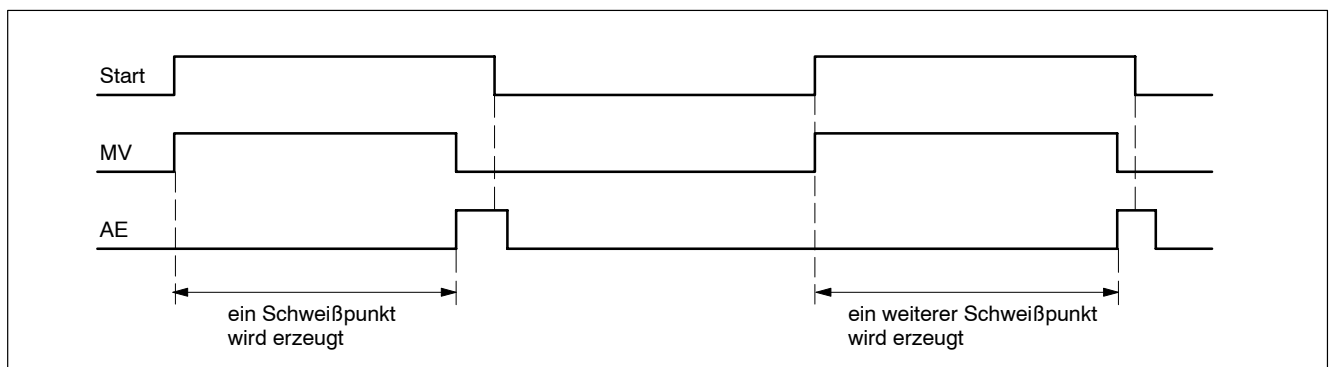 Start
MV
AE
ein Schweißpunkt
wird erzeugt
ein weiterer Schweißpunkt
wird erzeugt